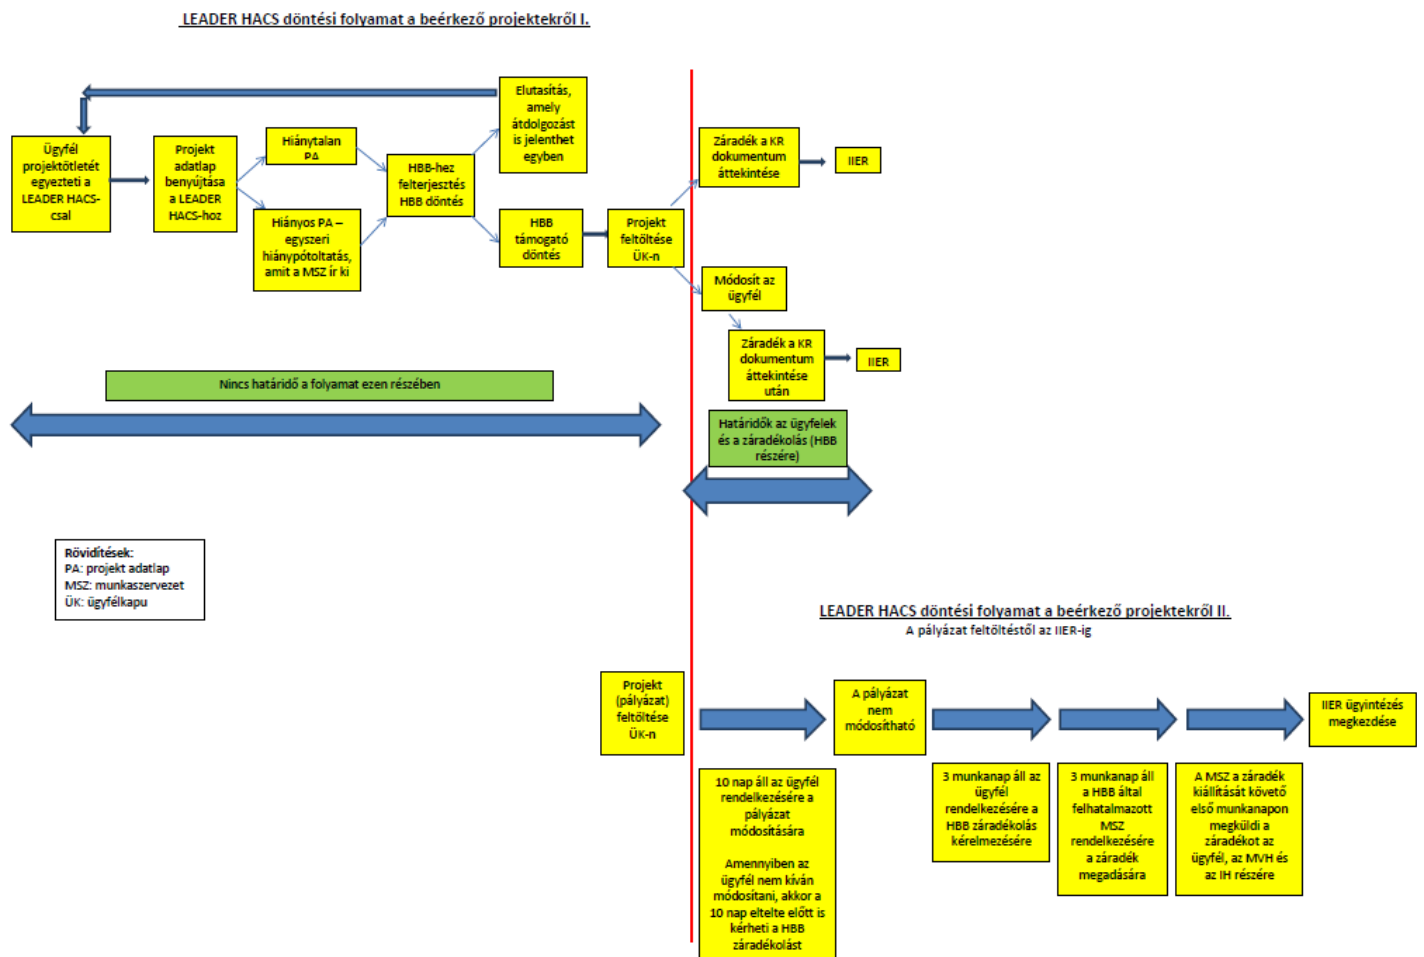 LEADER HACS döntési folyamat a beérkező projektekről I.
Ügyfél
projektötletét
egyezteti a
LEADER HACS-
csal
Projekt
adatlap
benyújtása
a LEADER
HACS-hoz
Hiánytalan
PA
Hiányos PA –
egyszeri
hiánypótoltatás,
amit a MSZ ír ki
HBB-hez
felterjesztés
HBB döntés
Elutasítás,
amely
átdolgozást
is jelenthet
egyben
HBB
támogató
döntés
Projekt
feltöltése
ÜK-n
Záradék a KR
dokumentum
áttekintése
IIER
Módosít az
ügyfél
Záradék a KR
dokumentum
áttekintése
után
IIER
Nincs határidő a folyamat ezen részében
Határidők az ügyfelek
és a záradékolás (HBB
részére)
Rövidítések:
PA: projekt adatlap
MSZ: munkaszervezet
ÜK: ügyfélkapu
LEADER HACS döntési folyamat a beérkező projektekről II.
A pályázat feltöltéstől az IIER-ig
Projekt
(pályázat)
feltöltése
ÜK-n
A pályázat
nem
módosítható
IIER ügyintézés
megkezdése
10 nap áll az ügyfél
rendelkezésére a
pályázat
módosítására
Amennyiben az
ügyfél nem kíván
módosítani, akkor a
10 nap eltelte előtt is
kérheti a HBB
záradékolást
3 munkanap áll az
ügyfél
rendelkezésére a
HBB záradékolás
kérelmezésére
3 munkanap áll
a HBB által
felhatalmazott
MSZ
rendelkezésére
a záradék
megadására
A MSZ a záradék
kiállítását követő
első munkanapon
megküldi a
záradékot az
ügyfél, az MVH és
az IH részére